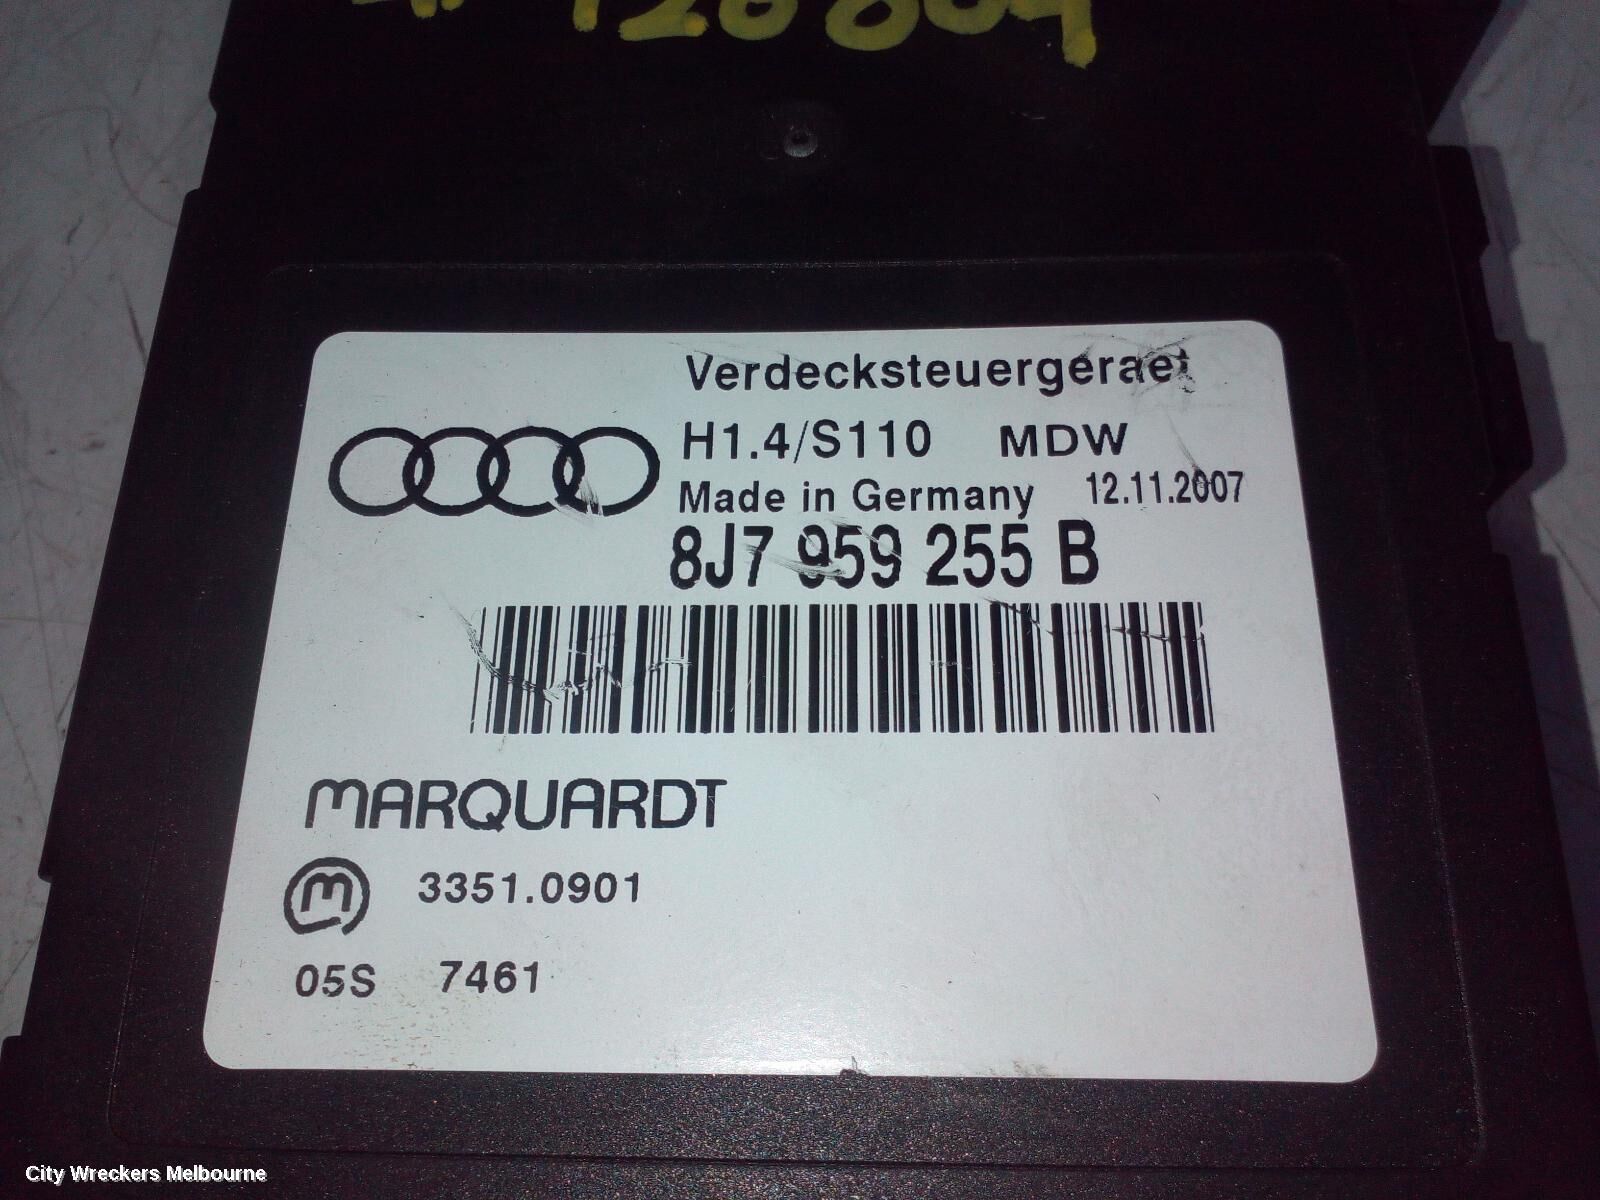 Verdecksteuergeraet
H1.4/S110 MDW
Made in Germany 12.11.2007
8J7 959 255 B
MARQUARDT
m 3351.0901
05S 7461
City Wreckers Melbourne